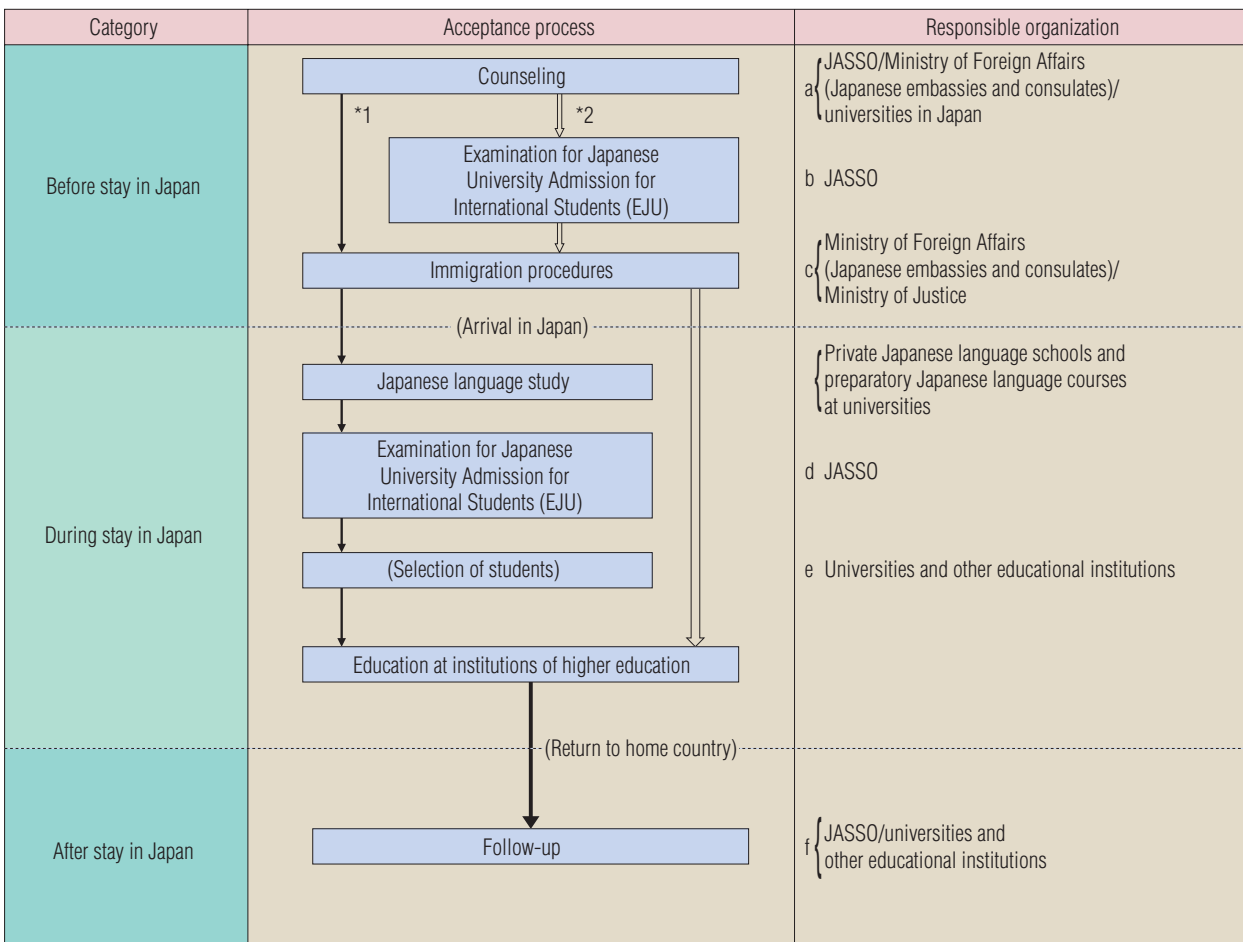 Category
Acceptance process
Responsible organization
Before stay in Japan
Counseling
*1
*2
Examination for Japanese
University Admission for
International Students (EJU)
Immigration procedures
a JASSO/Ministry of Foreign Affairs
(Japanese embassies and consulates)/
universities in Japan
b JASSO
c Ministry of Foreign Affairs
(Japanese embassies and consulates)/
Ministry of Justice
(Arrival in Japan)
During stay in Japan
Japanese language study
Examination for Japanese
University Admission for
International Students (EJU)
(Selection of students)
Education at institutions of higher education
Private Japanese language schools and
preparatory Japanese language courses
at universities
d JASSO
e Universities and other educational institutions
(Return to home country)
After stay in Japan
Follow-up
f JASSO/universities and
other educational institutions